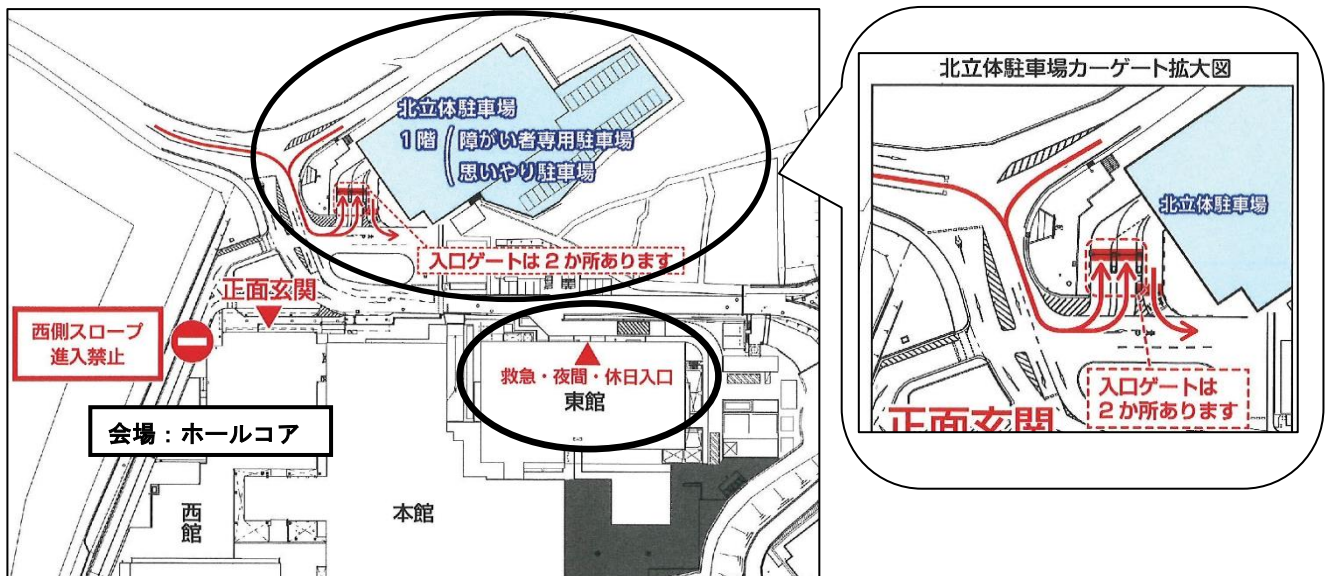 北立体駐車場
1階 障がい者専用駐車場
思いやり駐車場
入口ゲートは2か所あります
正面玄関
西側スロープ
進入禁止
救急・夜間・休日入口
東館
会場：ホールコア
西館
本館
北立体駐車場カーゲート拡大図
北立体駐車場
入口ゲートは
2か所あります
正面玄関